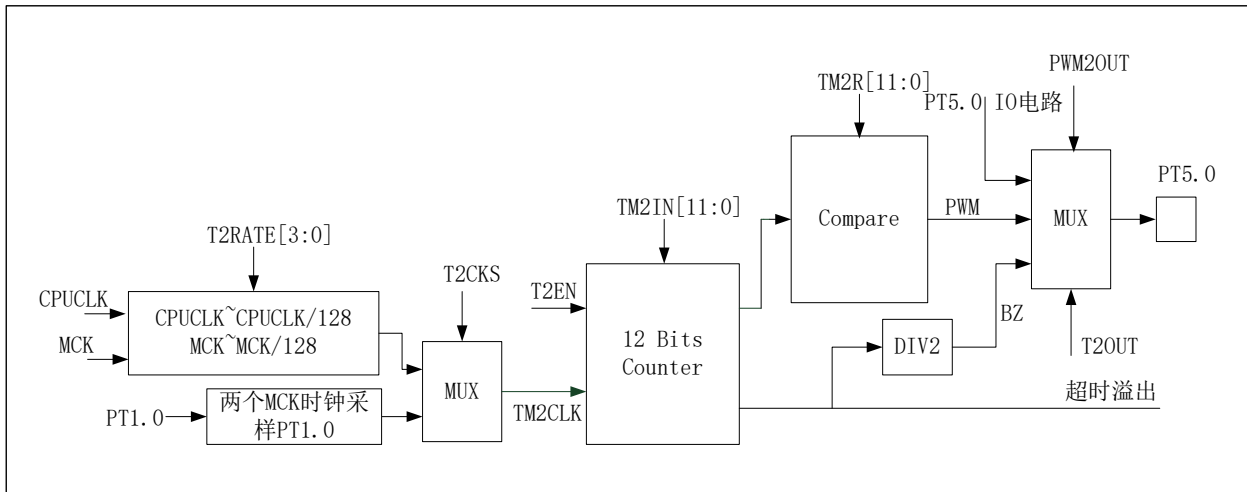 PWM2OUT
TM2R[11:0]
PT5.0 IO电路
PT5.0
TM2IN[11:0]
Compare
PWM
MUX
T2RATE[3:0]
T2CKS
T2EN
CPUCLK
CPUCLK~CPUCLK/128
MCK~MCK/128
MCK
12 Bits
Counter
BZ
DIV2
T2OUT
MUX
TM2CLK
超时溢出
PT1.0
两个MCK时钟采
样PT1.0